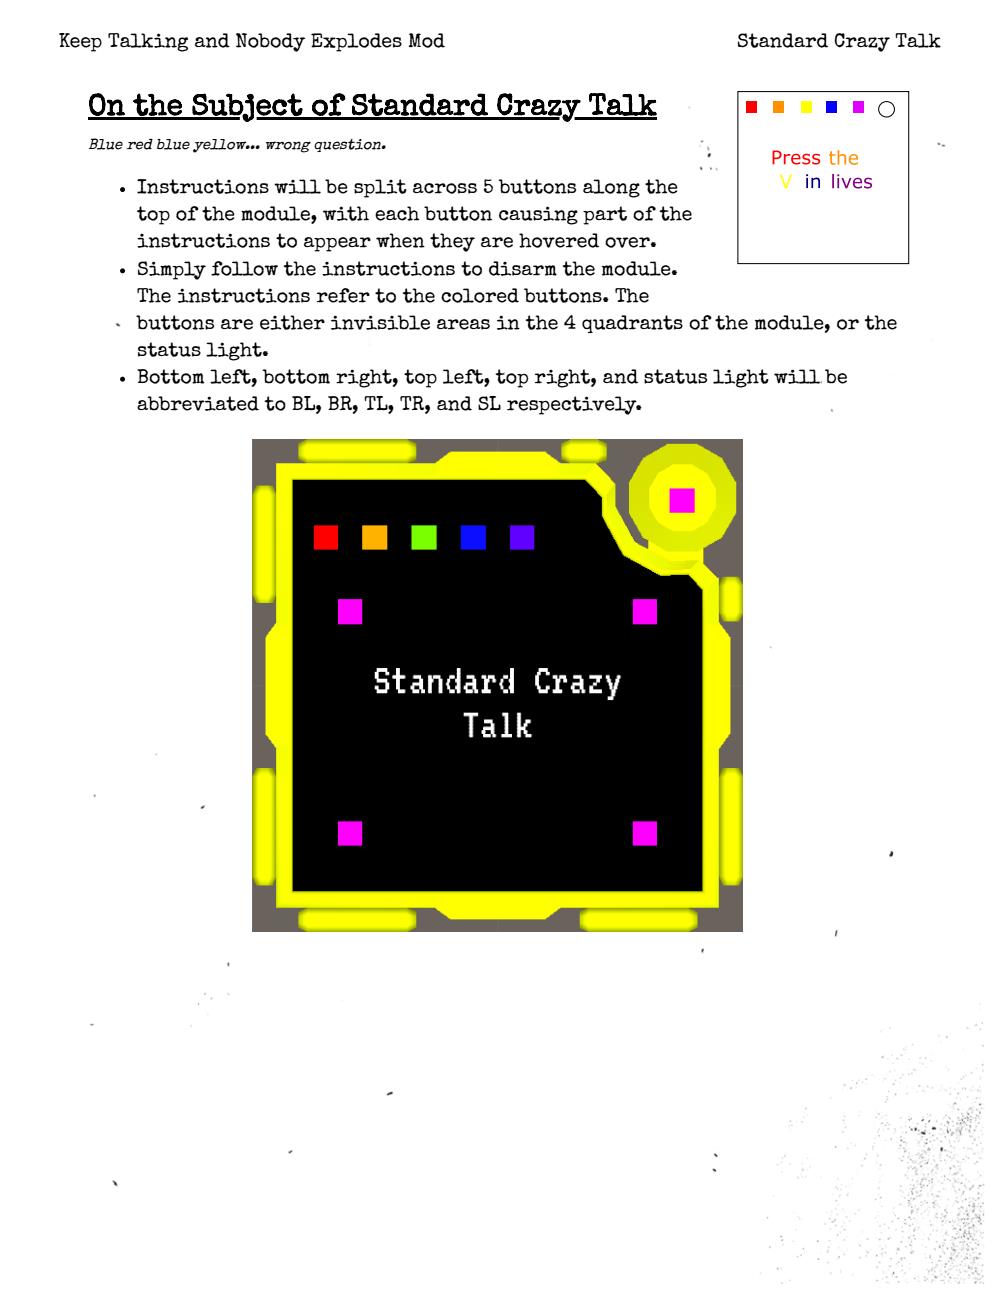 Keep Talking and Nobody Explodes Mod
Standard Crazy Talk
On the Subject of Standard Crazy Talk
Blue red blue yellow... wrong question.
Press the
V in lives
• Instructions will be split across 5 buttons along the
top of the module, with each button causing part of the
instructions to appear when they are hovered over.
• Simply follow the instructions to disarm the module.
The instructions refer to the colored buttons. The
buttons are either invisible areas in the 4 quadrants of the module, or the
status light.
• Bottom left, bottom right, top left, top right, and status light will be
abbreviated to BL, BR, TL, TR, and SL respectively.
Standard Crazy
Talk